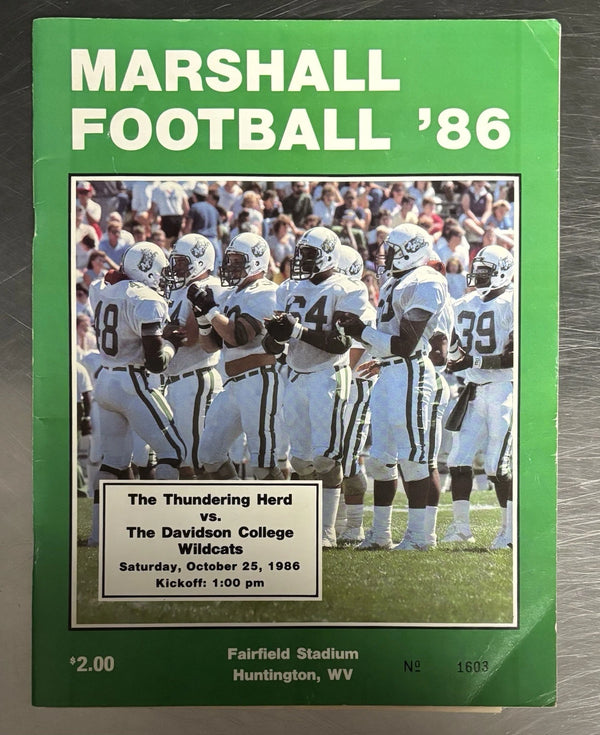 MARSHALL
FOOTBALL '86
48
64
39
The Thundering Herd
vs.
The Davidson College
Wildcats
Saturday, October 25, 1986
Kickoff: 1:00 pm
$2.00
Fairfield Stadium
Huntington, WV
Nº 1603